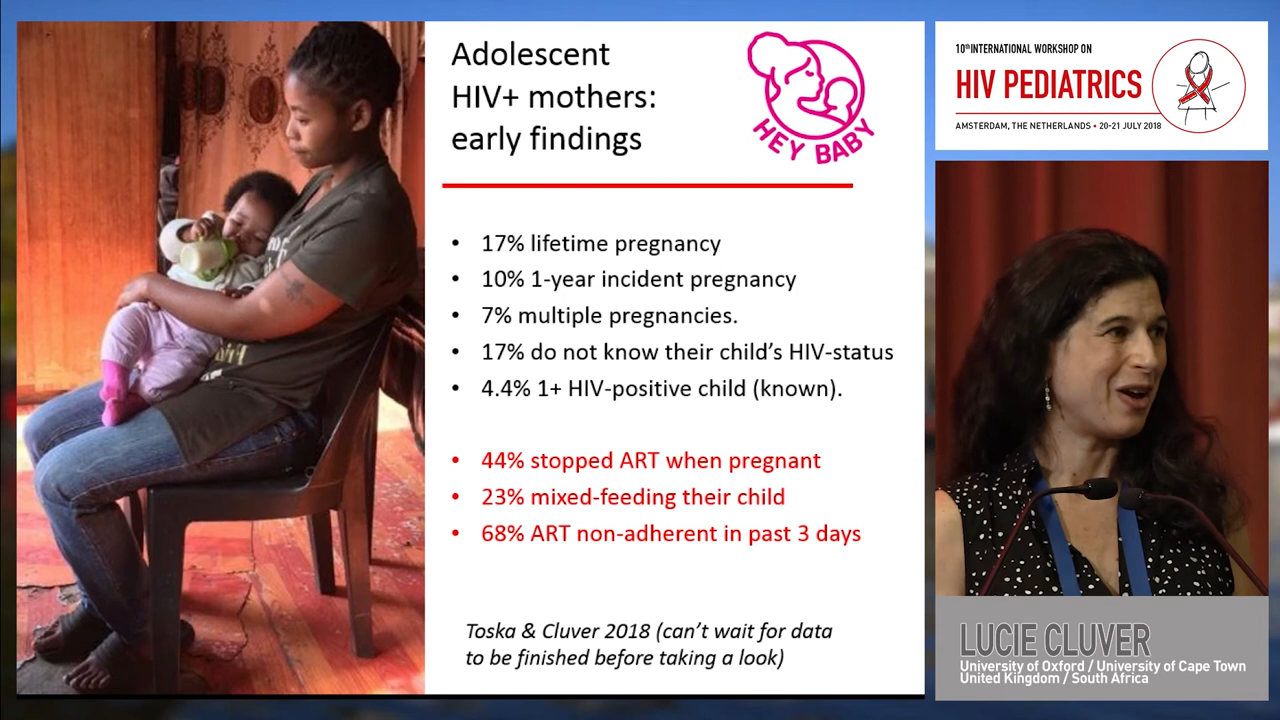 Adolescent
HIV+ mothers:
early findings
HEY BABY
• 17% lifetime pregnancy
• 10% 1-year incident pregnancy
• 7% multiple pregnancies.
• 17% do not know their child's HIV-status
• 4.4% 1+ HIV-positive child (known).
• 44% stopped ART when pregnant
• 23% mixed-feeding their child
• 68% ART non-adherent in past 3 days
Toska & Cluver 2018 (can't wait for data
to be finished before taking a look)
10th INTERNATIONAL WORKSHOP ON
HIV PEDIATRICS
AMSTERDAM, THE NETHERLANDS • 20-21 JULY 2018
LUCIE CLUVER
University of Oxford / University of Cape Town
United Kingdom / South Africa